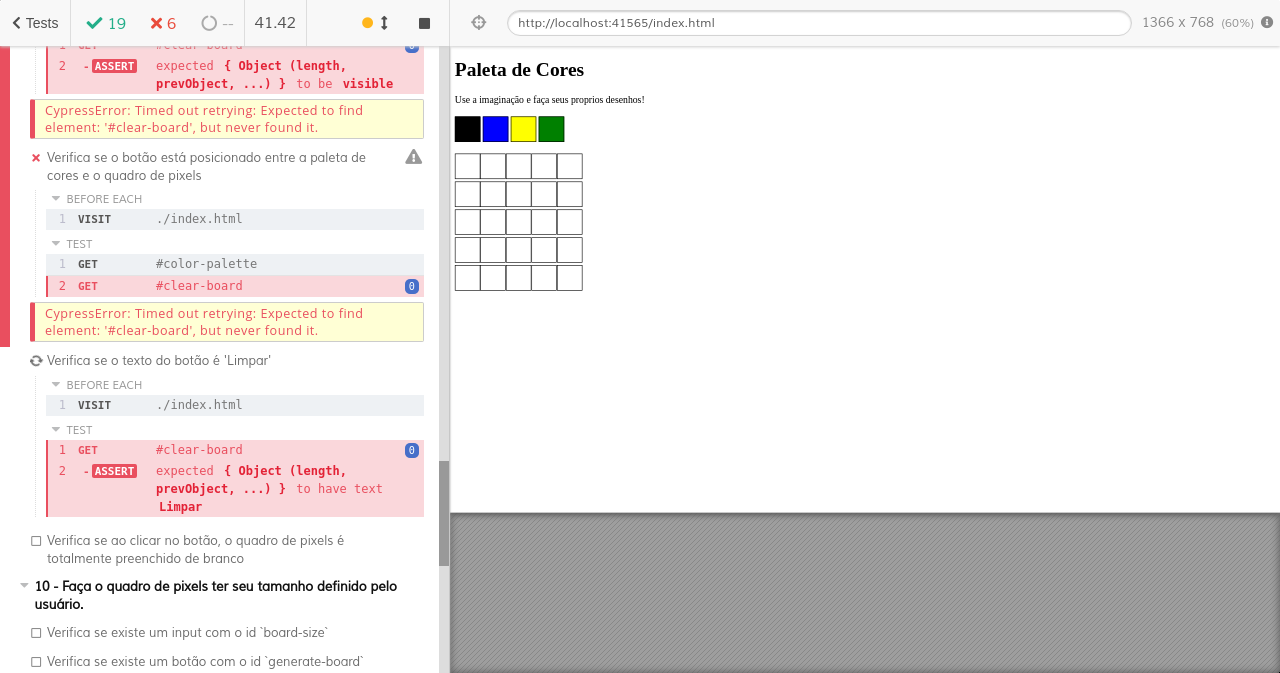 Tests
19
6
--
41.42
http://localhost:41565/index.html
1366 x 768 (60%)
1 GET #clear-board 0
2 - ASSERT expected { Object (length,
prevObject, ...) } to be visible
CypressError: Timed out retrying: Expected to find
element: '#clear-board', but never found it.
Verifica se o botão está posicionado entre a paleta de
cores e o quadro de pixels
BEFORE EACH
1 VISIT ./index.html
TEST
1 GET #color-palette
2 GET #clear-board 0
CypressError: Timed out retrying: Expected to find
element: '#clear-board', but never found it.
Verifica se o texto do botão é 'Limpar'
BEFORE EACH
1 VISIT ./index.html
TEST
1 GET #clear-board 0
2 - ASSERT expected { Object (length,
prevObject, ...) } to have text
Limpar
Verifica se ao clicar no botão, o quadro de pixels é
totalmente preenchido de branco
10 - Faça o quadro de pixels ter seu tamanho definido pelo
usuário.
Verifica se existe um input com o id `board-size`
Verifica se existe um botão com o id `generate-board`
Paleta de Cores
Use a imaginação e faça seus proprios desenhos!